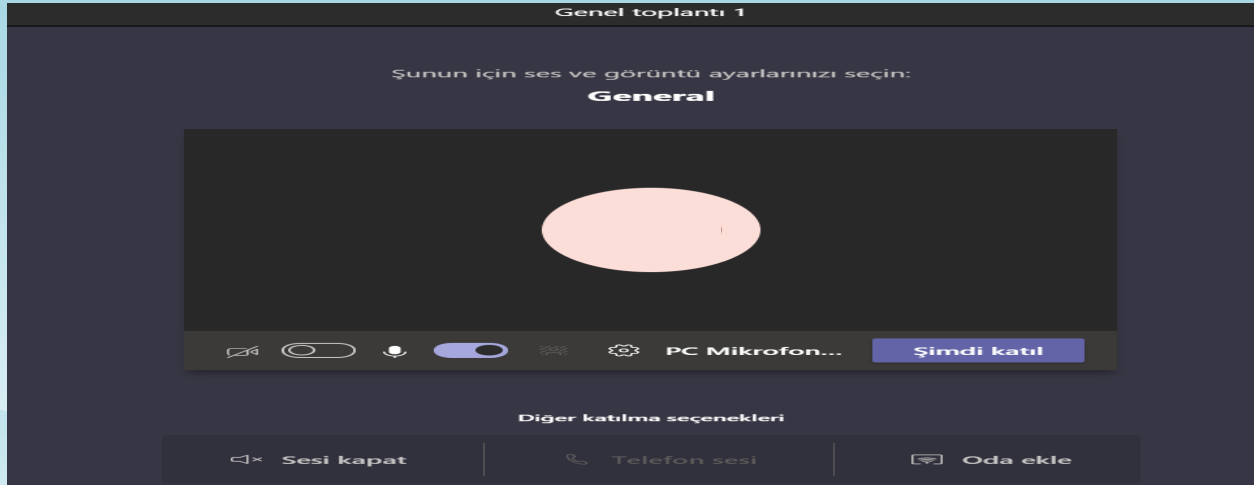 Genel toplantı 1
Şunun için ses ve görüntü ayarlarınızı seçin:
General
PC Mikrofon... Şimdi katıl
Diğer katılma seçenekleri
Sesi kapat Telefon sesi Oda ekle